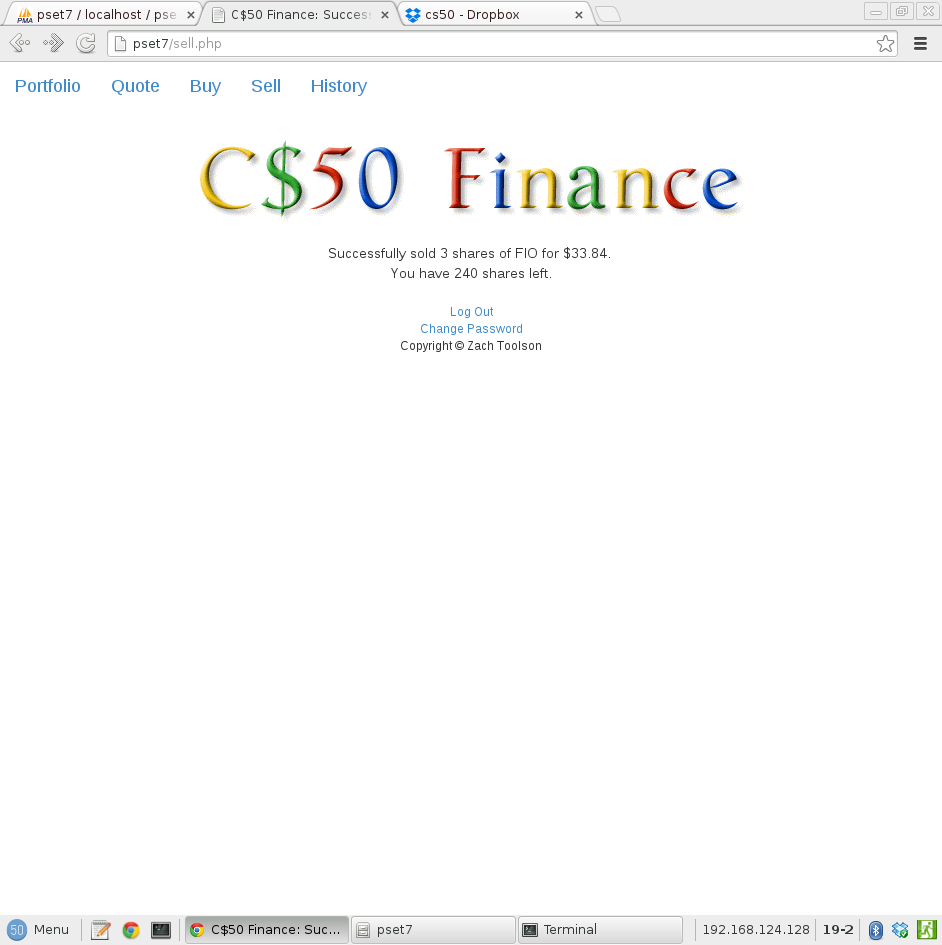 pset7 / localhost / pse
C$50 Finance: Success
cs50 - Dropbox
pset7/sell.php
Portfolio Quote Buy Sell History
C$50 Finance
Successfully sold 3 shares of FIO for $33.84.
You have 240 shares left.
Log Out
Change Password
Copyright © Zach Toolson
50 Menu C$50 Finance: Suc... pset7 Terminal 192.168.124.128 19-2